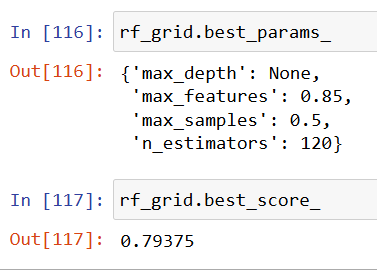 In [116]: rf_grid.best_params_
Out[116]: {'max_depth': None,
'max_features': 0.85,
'max_samples': 0.5,
'n_estimators': 120}
In [117]: rf_grid.best_score_
Out[117]: 0.79375